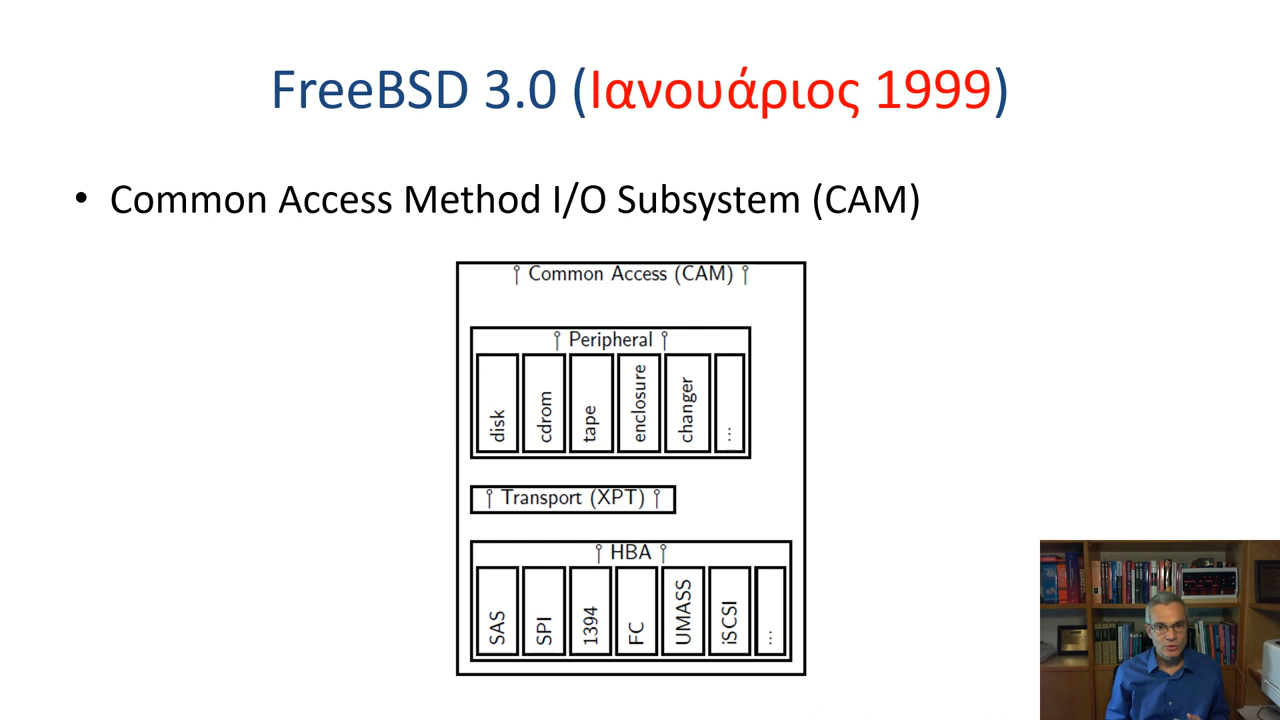 FreeBSD 3.0 (Ιανουάριος 1999)
• Common Access Method I/O Subsystem (CAM)
Common Access (CAM)
Peripheral
disk
cdrom
tape
enclosure
changer
...
Transport (XPT)
HBA
SAS
SPI
1394
FC
UMASS
iSCSI
...